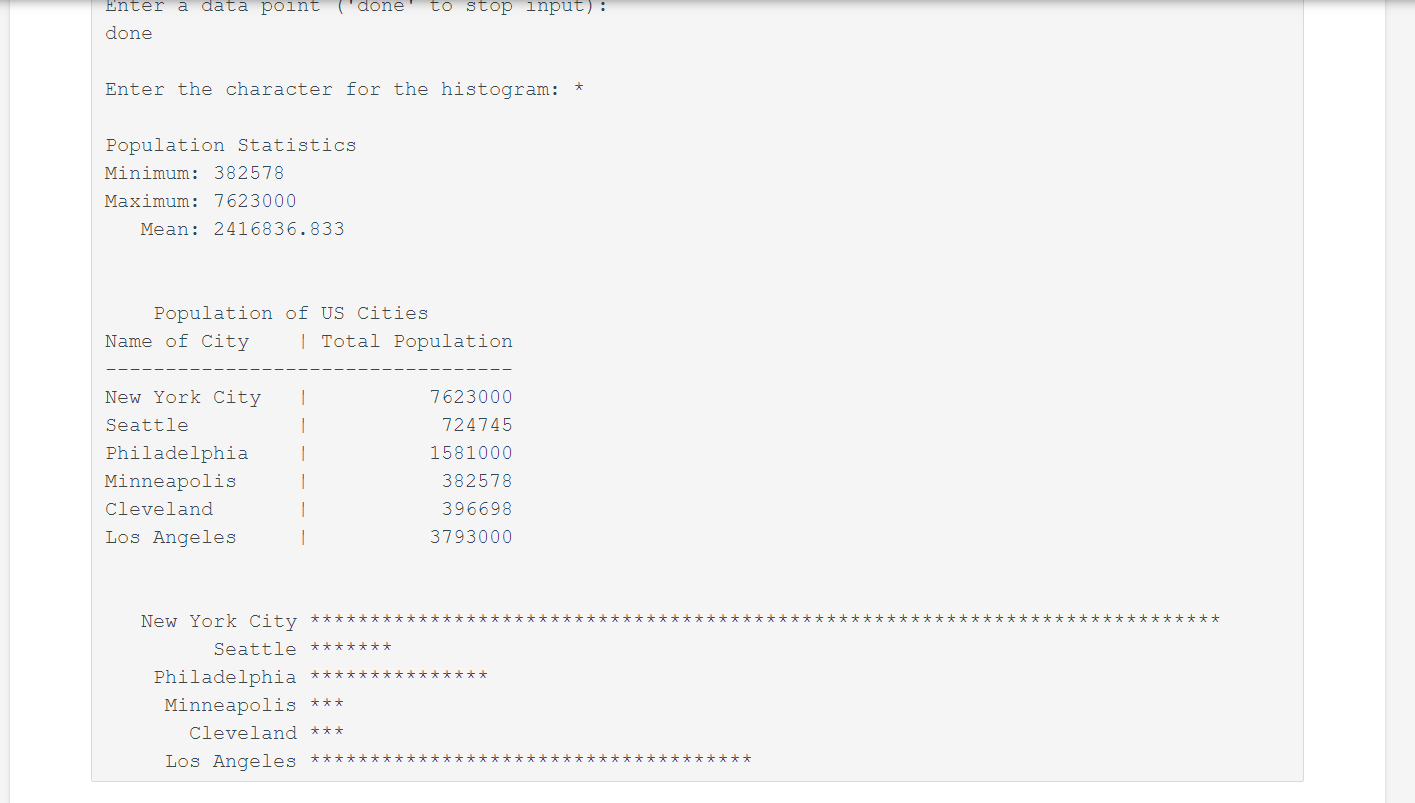 Enter a data point ('done' to stop input):
done
Enter the character for the histogram: *
Population Statistics
Minimum: 382578
Maximum: 7623000
   Mean: 2416836.833
    Population of US Cities
Name of City    | Total Population
----------------------------------
New York City   |          7623000
Seattle         |           724745
Philadelphia    |          1581000
Minneapolis     |           382578
Cleveland       |           396698
Los Angeles     |          3793000
   New York City ****************************************************************************
         Seattle *******
    Philadelphia ***************
     Minneapolis ***
       Cleveland ***
     Los Angeles *************************************